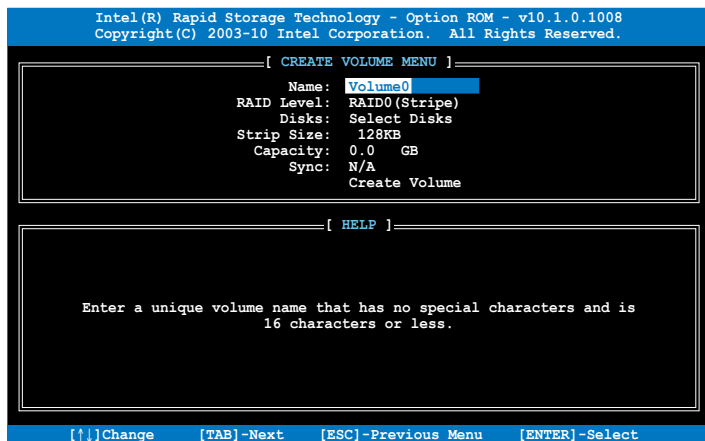 Intel(R) Rapid Storage Technology - Option ROM - v10.1.0.1008
Copyright(C) 2003-10 Intel Corporation. All Rights Reserved.
[ CREATE VOLUME MENU ]
Name: Volume0
RAID Level: RAID0(Stripe)
Disks: Select Disks
Strip Size: 128KB
Capacity: 0.0 GB
Sync: N/A
Create Volume
[ HELP ]
Enter a unique volume name that has no special characters and is
16 characters or less.
[↑↓]Change [TAB]-Next [ESC]-Previous Menu [ENTER]-Select